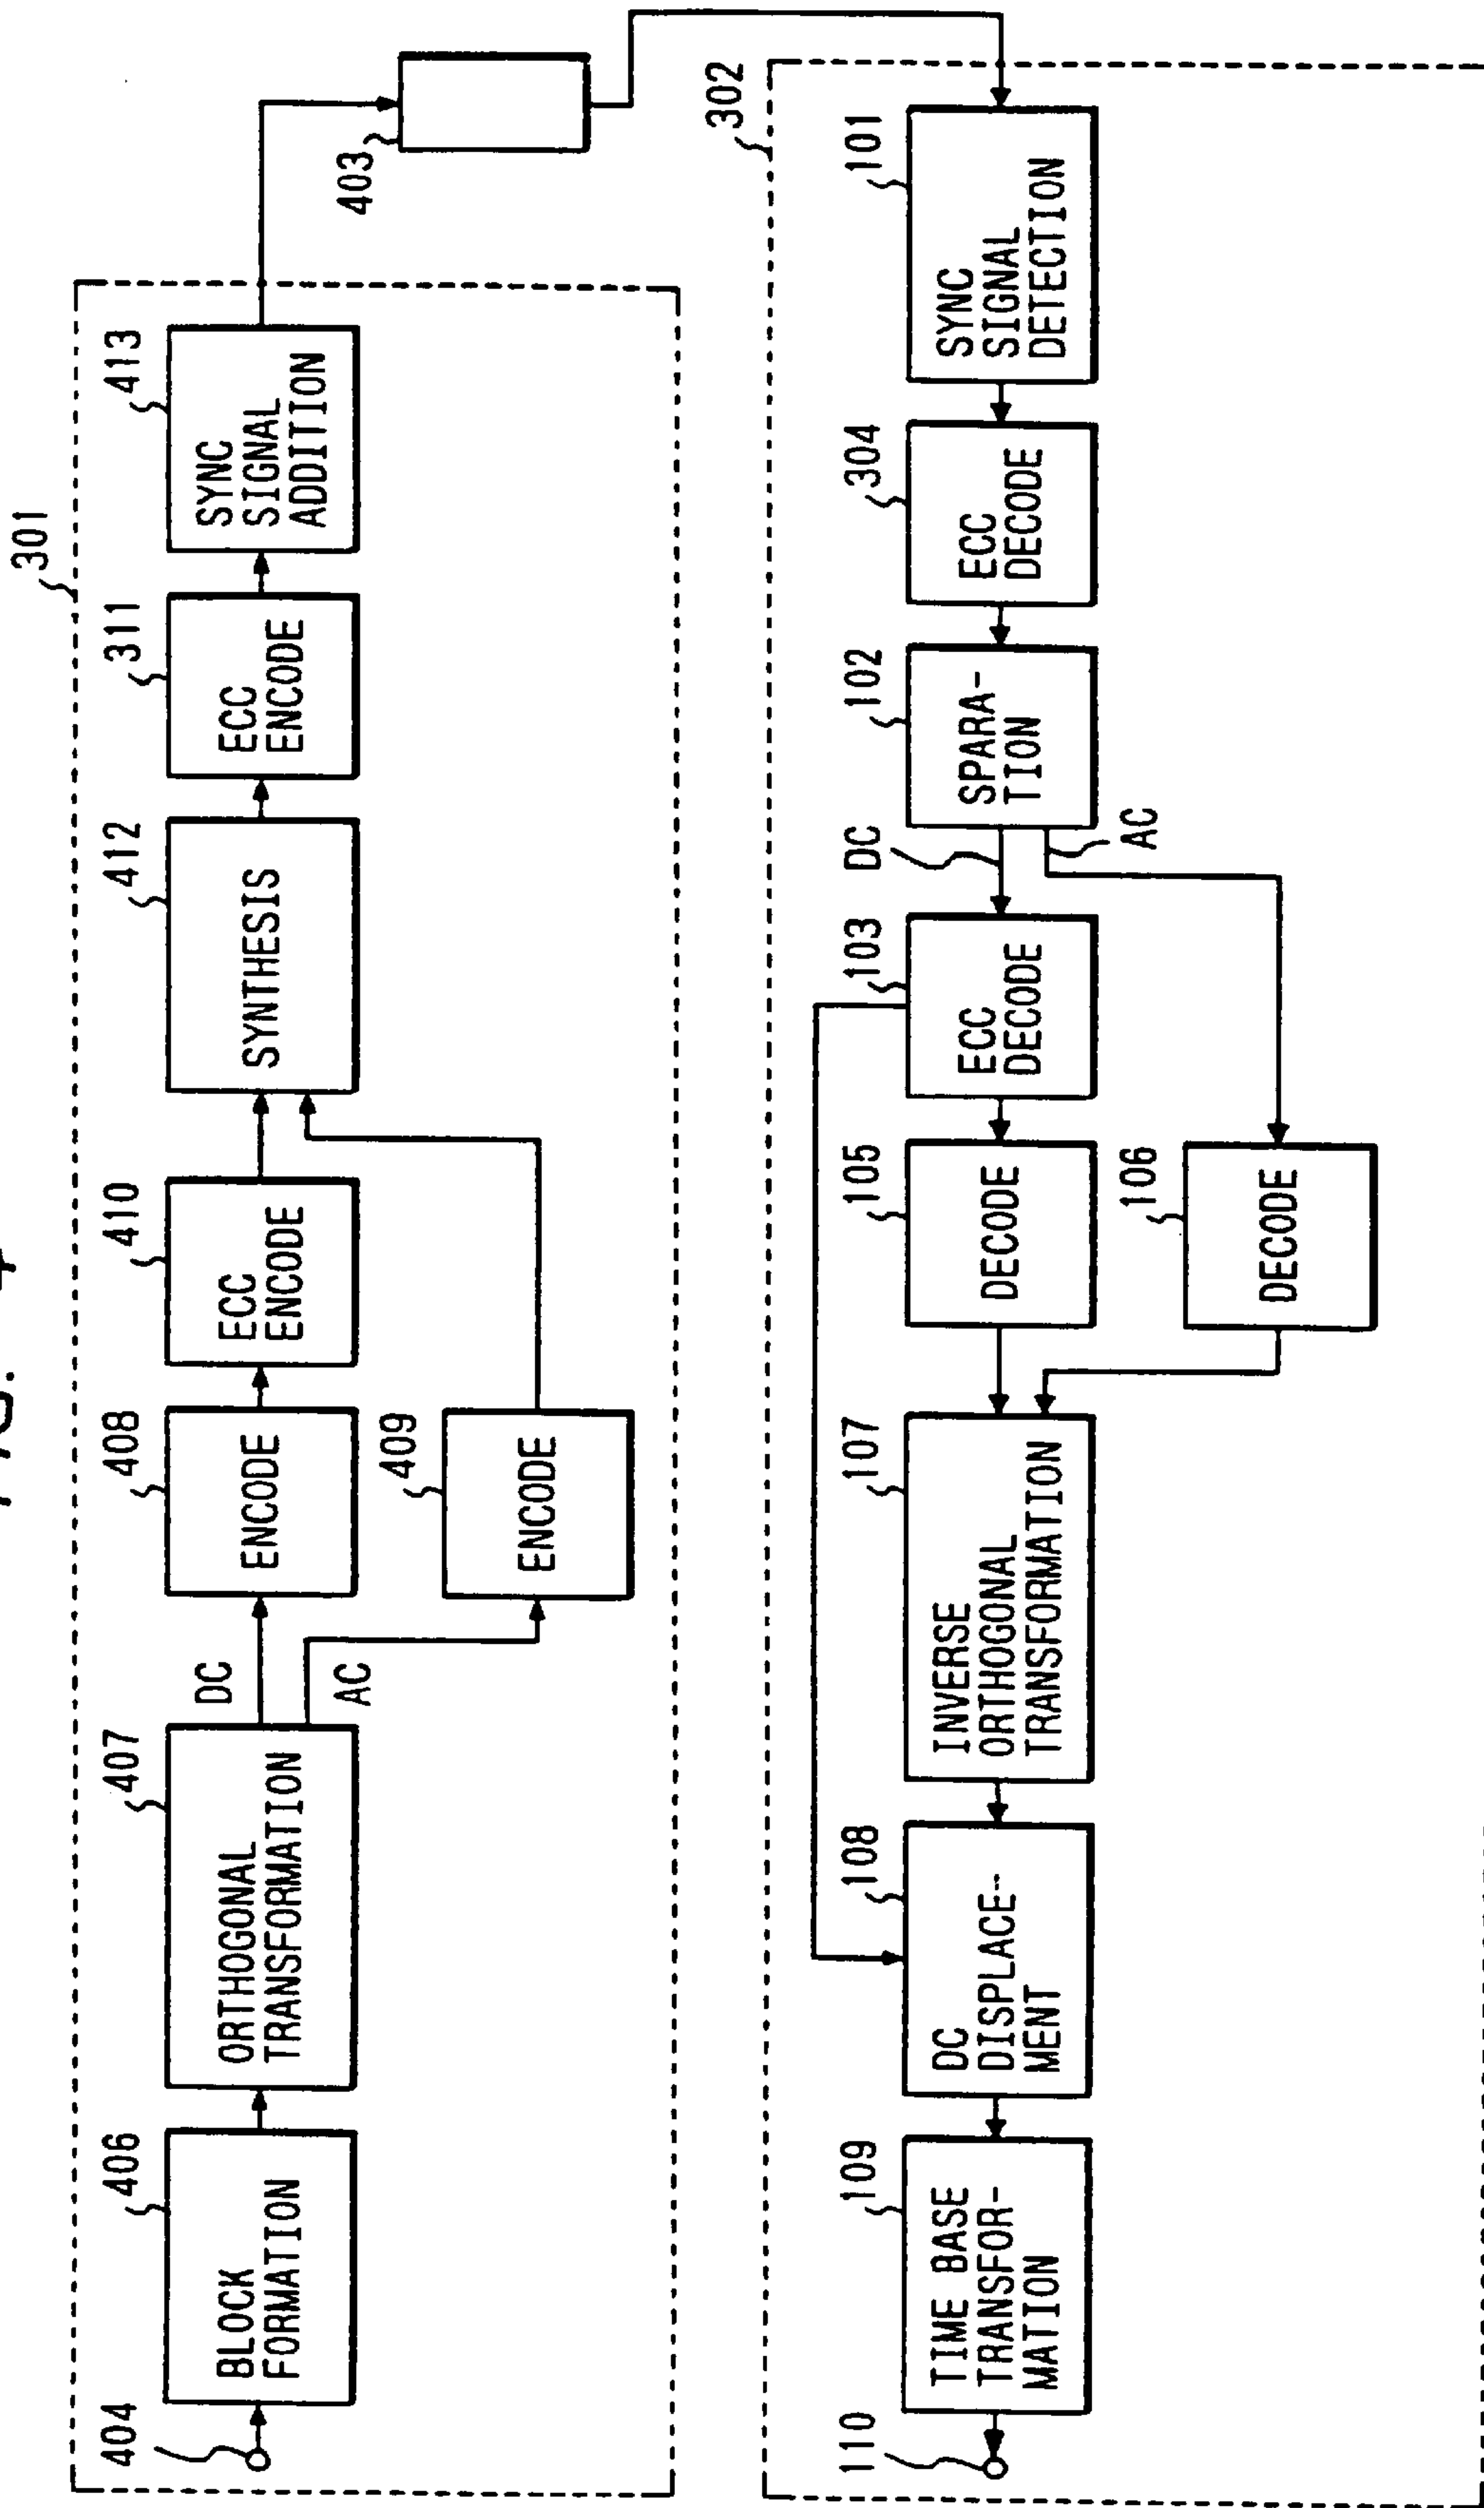 301
404
406
BLOCK
FORMATION
407
ORTHOGONAL
TRANSFORMATION
DC
AC
408
ENCODE
409
ENCODE
410
ECC
ENCODE
412
SYNTHESIS
311
ECC
ENCODE
413
SYNC
SIGNAL
ADDITION
403
302
110
109
TIME BASE
TRANSFOR-
MATION
108
DC
DISPLACE-
MENT
107
INVERSE
ORTHOGONAL
TRANSFORMATION
105
DECODE
106
DECODE
103
ECC
DECODE
DC
AC
102
SPARA-
TION
304
ECC
DECODE
101
SYNC
SIGNAL
DETECTION